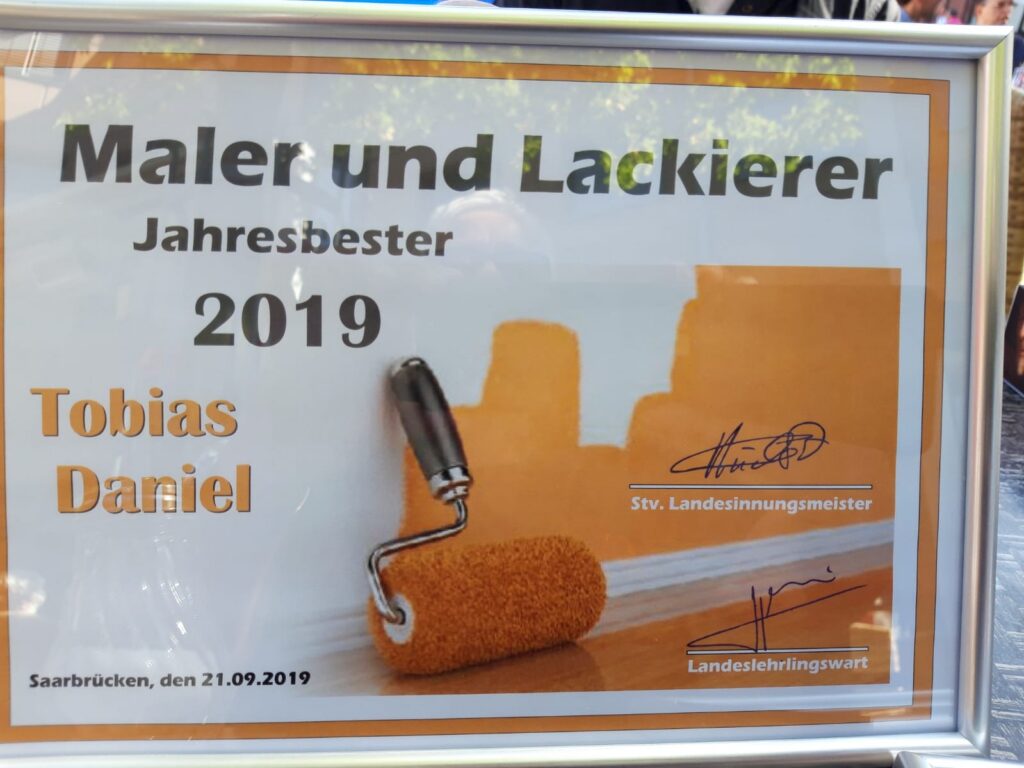 Maler und Lackierer
Jahresbester
2019
Tobias
Daniel
Stv. Landesinnungsmeister
Landeslehrlingswart
Saarbrücken, den 21.09.2019